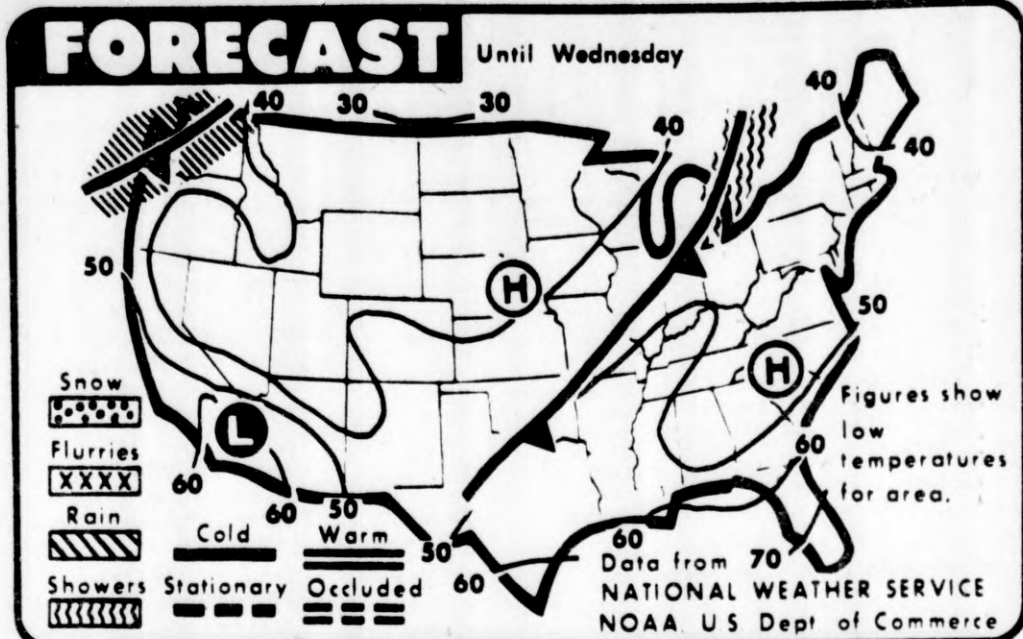 FORECAST Until Wednesday
40 30 30 40 40
40
50
H
50
H
L
60 60 50
50
60
60
60
70
Snow
Flurries
XXXX
Rain
Showers
Cold Warm
Stationary Occluded
Figures show
low
temperatures
for area.
Data from
NATIONAL WEATHER SERVICE
NOAA, U S Dept. of Commerce